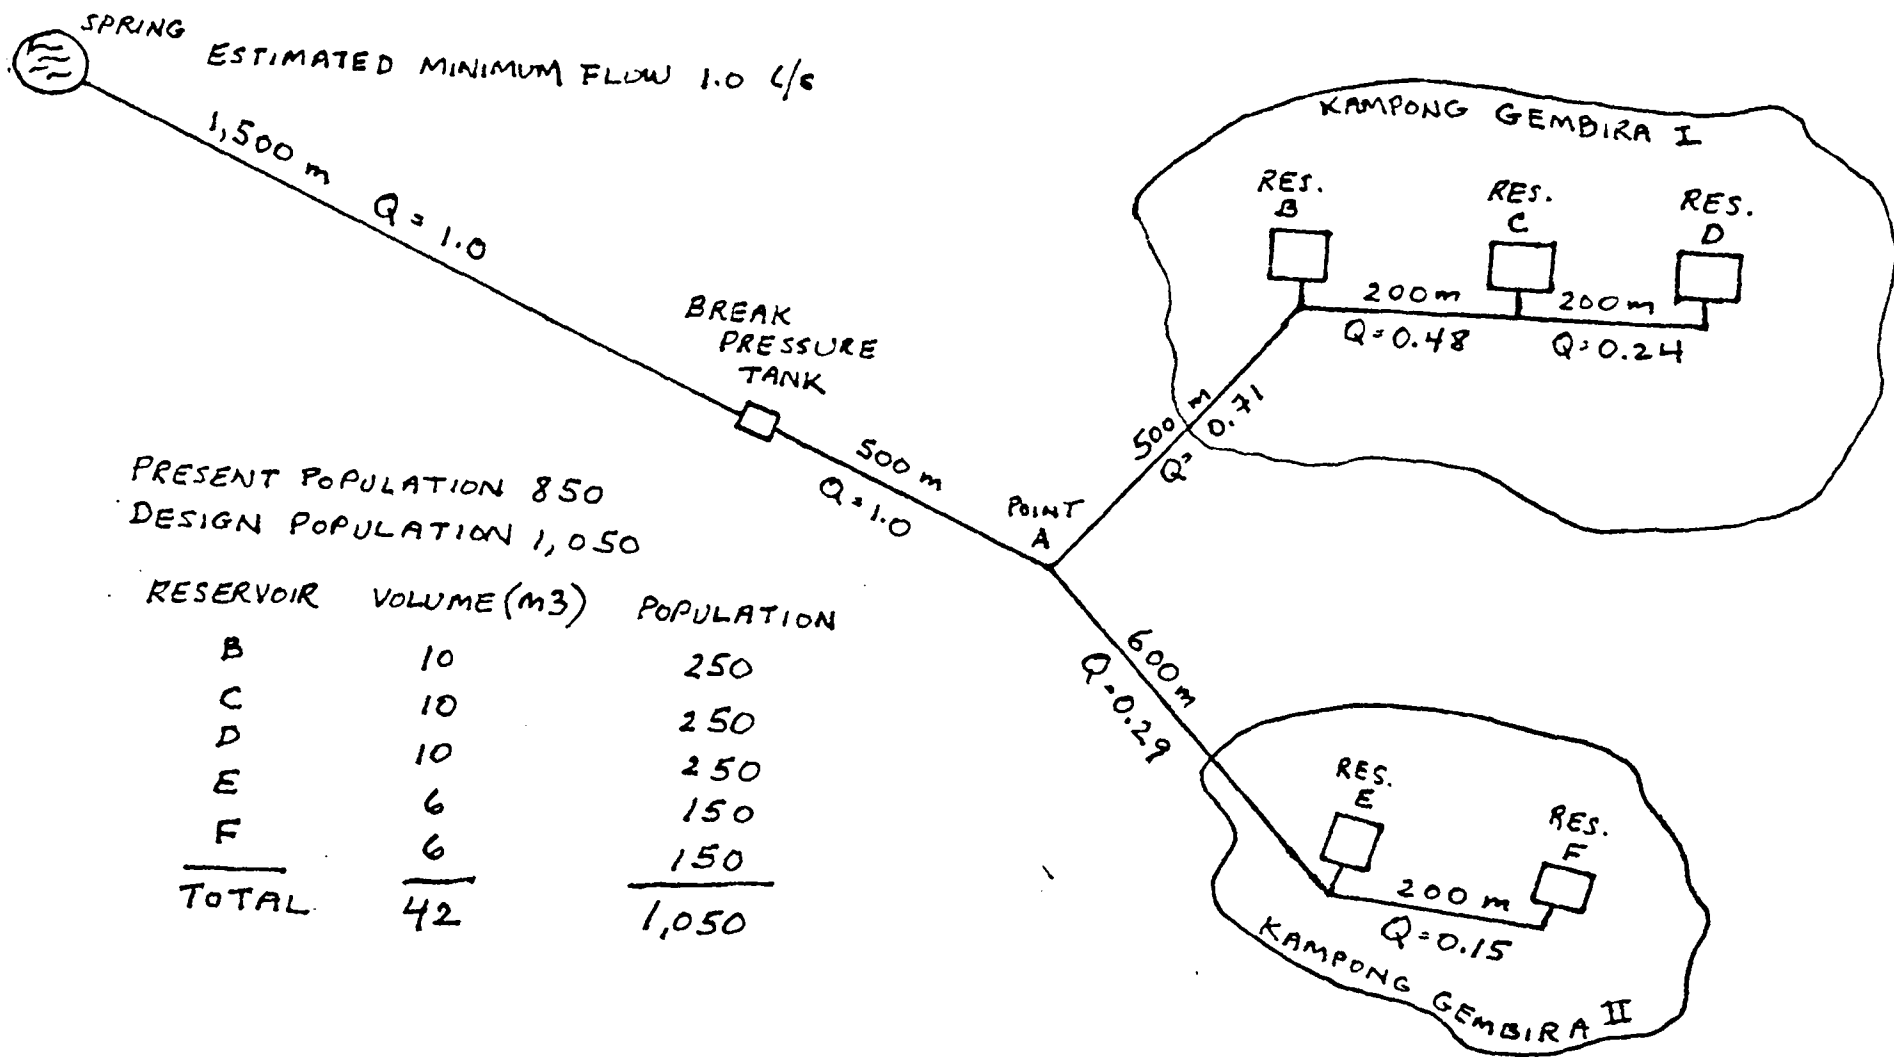 SPRING
ESTIMATED MINIMUM FLOW 1.0 L/s
1,500 m
Q = 1.0
BREAK
PRESSURE
TANK
500 m
Q = 1.0
POINT
A
KAMPONG GEMBIRA I
RES.
B
RES.
C
RES.
D
200 m
Q = 0.48
200 m
Q = 0.24
500 m
Q = 0.71
600 m
Q = 0.29
RES.
E
RES.
F
200 m
Q = 0.15
KAMPONG GEMBIRA II
PRESENT POPULATION 850
DESIGN POPULATION 1,050
RESERVOIR VOLUME (m3) POPULATION
B 10 250
C 10 250
D 10 250
E 6 150
F 6 150
TOTAL 42 1,050